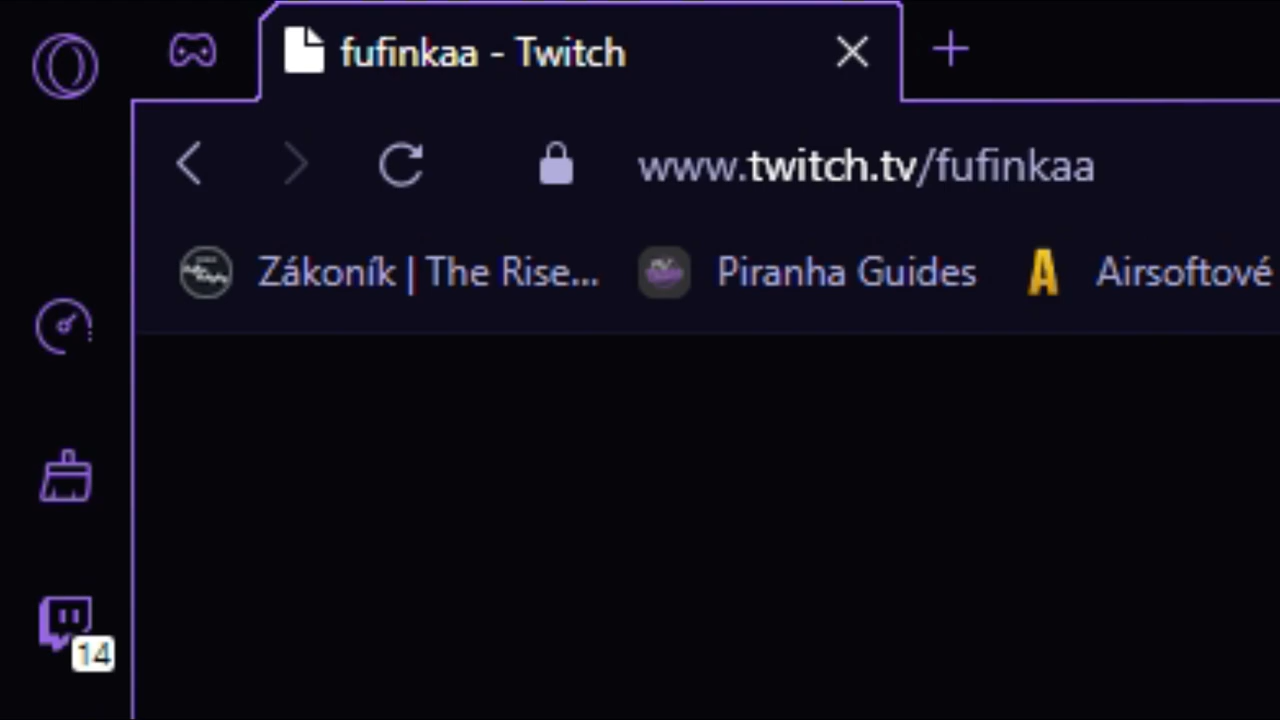 fufinkaa - Twitch
www.twitch.tv/fufinkaa
Zákoník | The Rise... Piranha Guides Airsoftové
14